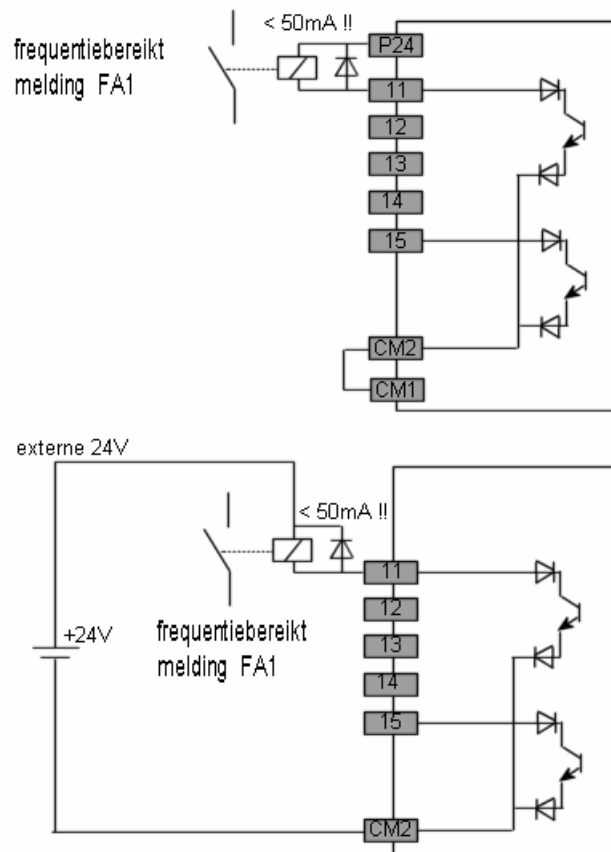 < 50mA !!
frequentiebereikt
melding FA1
P24
11
12
13
14
15
CM2
CM1
externe 24V
< 50mA !!
+24V
frequentiebereikt
melding FA1
11
12
13
14
15
CM2